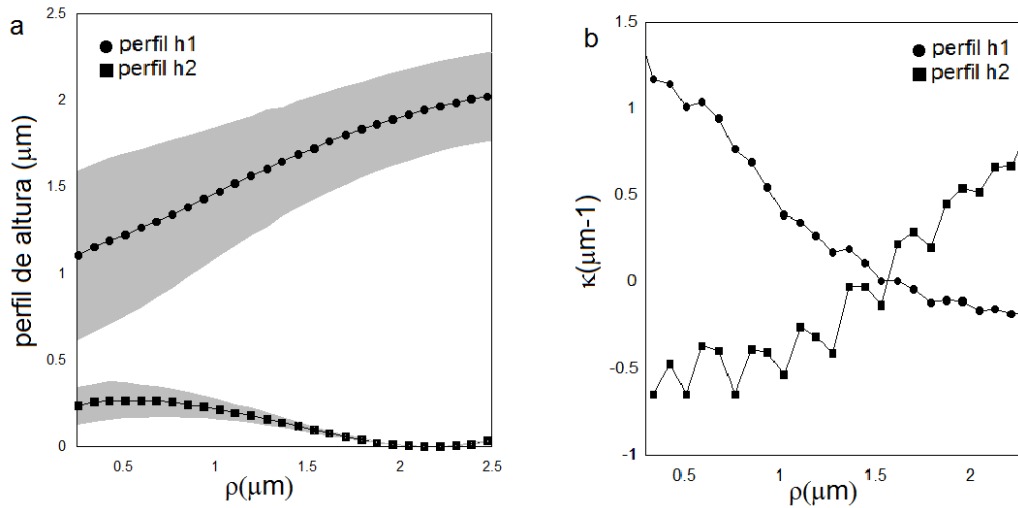 a
perfil h1
perfil h2
perfil de altura (μm)
2.5
2
1.5
1
0.5
0
0.5
1
1.5
2
2.5
ρ(μm)
b
perfil h1
perfil h2
κ(μm-1)
1.5
1
0.5
0
-0.5
-1
0.5
1
1.5
2
ρ(μm)